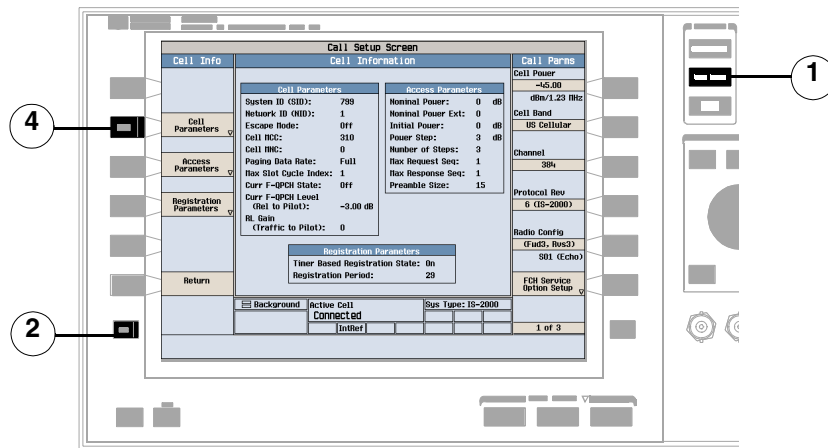 Call Setup Screen
Cell Info
Cell Information
Call Parms
Cell Parameters
System ID (SID): 799
Network ID (NID): 1
Escape Mode: Off
Cell MCC: 310
Cell MNC: 0
Paging Data Rate: Full
Max Slot Cycle Index: 1
Curr F-QPCH State: Off
Curr F-QPCH Level
(Rel to Pilot): -3.00 dB
RL Gain
(Traffic to Pilot): 0
Access Parameters
Nominal Power: 0 dB
Nominal Power Ext: 0
Initial Power: 0 dB
Power Step: 3 dB
Number of Steps: 3
Max Request Seq: 1
Max Response Seq: 1
Preamble Size: 15
Registration Parameters
Timer Based Registration State: On
Registration Period: 29
Cell
Parameters
Access
Parameters
Registration
Parameters
Return
Cell Power
-45.00
dBm/1.23 MHz
Cell Band
US Cellular
Channel
384
Protocol Rev
6 (IS-2000)
Radio Config
(Fwd3, Rvs3)
SO1 (Echo)
FCH Service
Option Setup
1 of 3
Background
Active Cell
Connected
Sys Type: IS-2000
IntRef
1
4
2